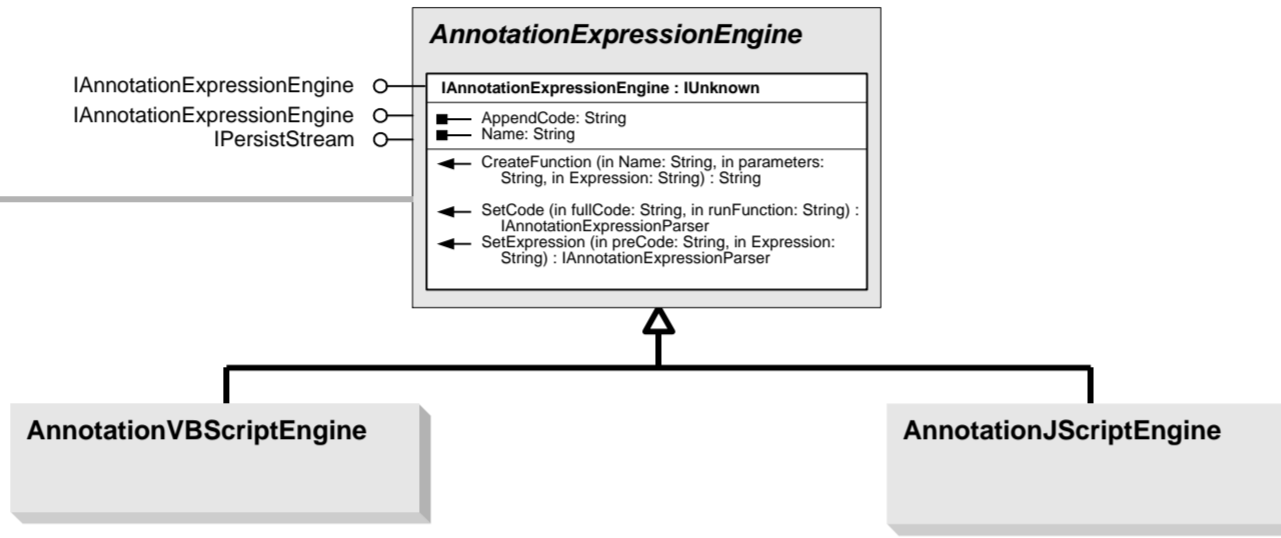 AnnotationExpressionEngine
IAnnotationExpressionEngine
IAnnotationExpressionEngine
IPersistStream
IAnnotationExpressionEngine : IUnknown
AppendCode: String
Name: String
CreateFunction (in Name: String, in parameters:
String, in Expression: String) : String
SetCode (in fullCode: String, in runFunction: String) :
IAnnotationExpressionParser
SetExpression (in preCode: String, in Expression:
String) : IAnnotationExpressionParser
AnnotationVBScriptEngine
AnnotationJScriptEngine